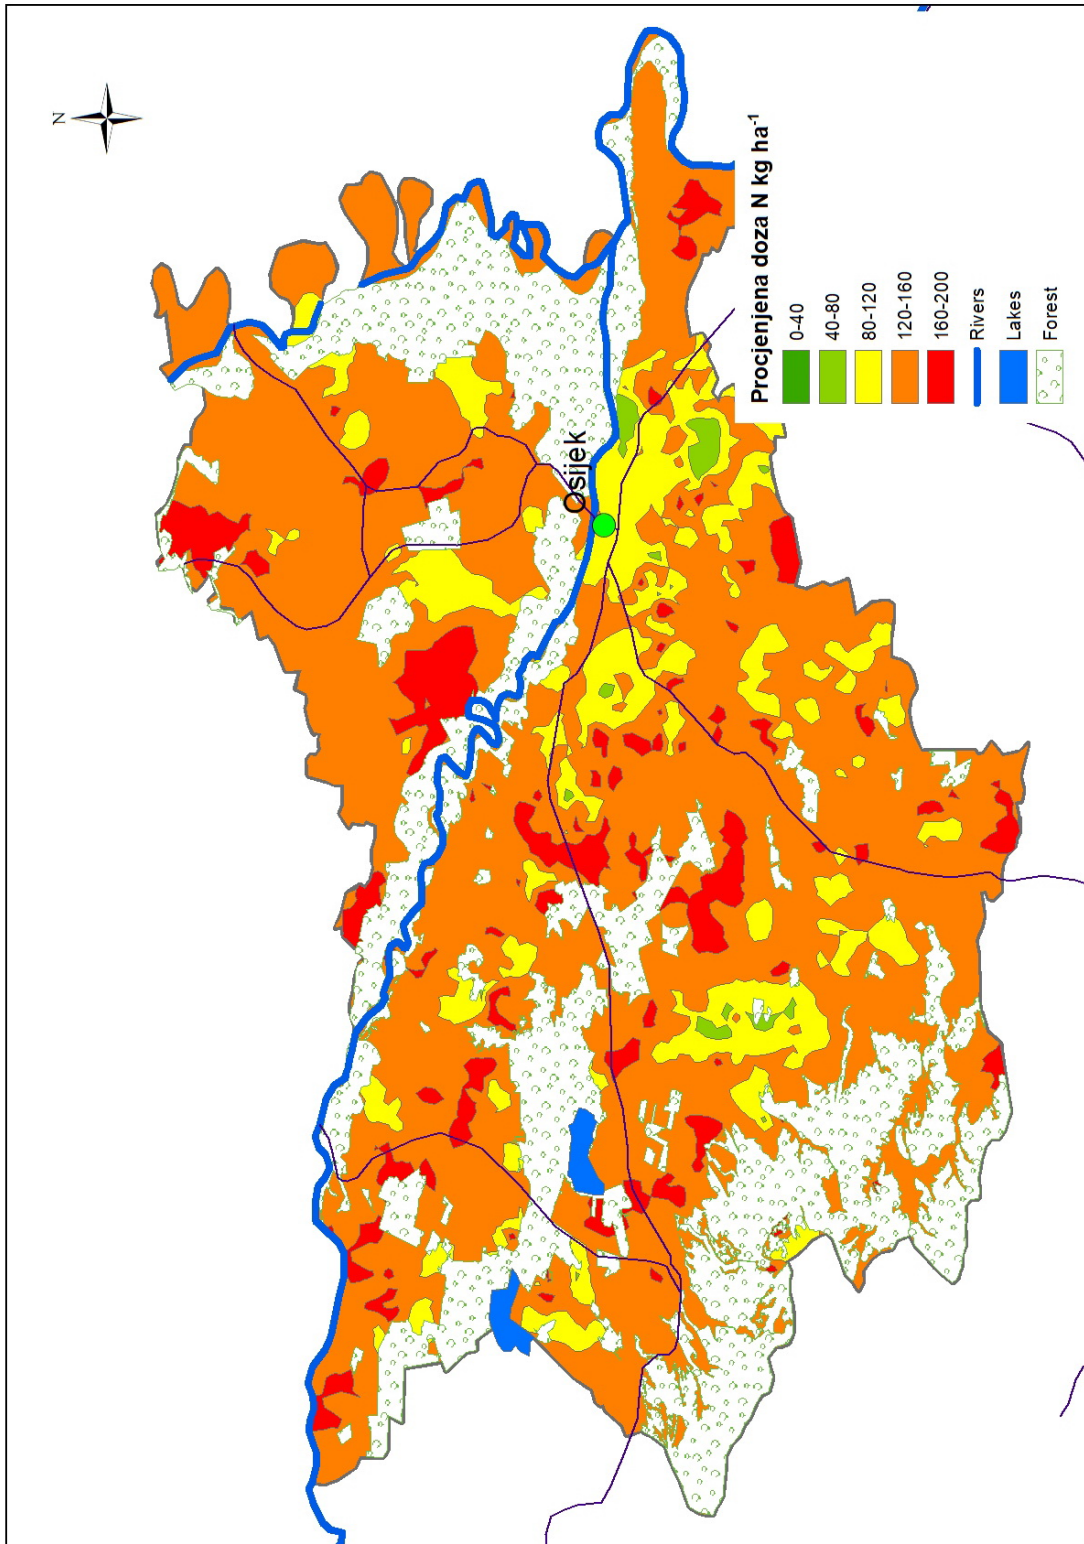 N
Osijek
Procjenjena doza N kg ha⁻¹
0-40
40-80
80-120
120-160
160-200
Rivers
Lakes
Forest